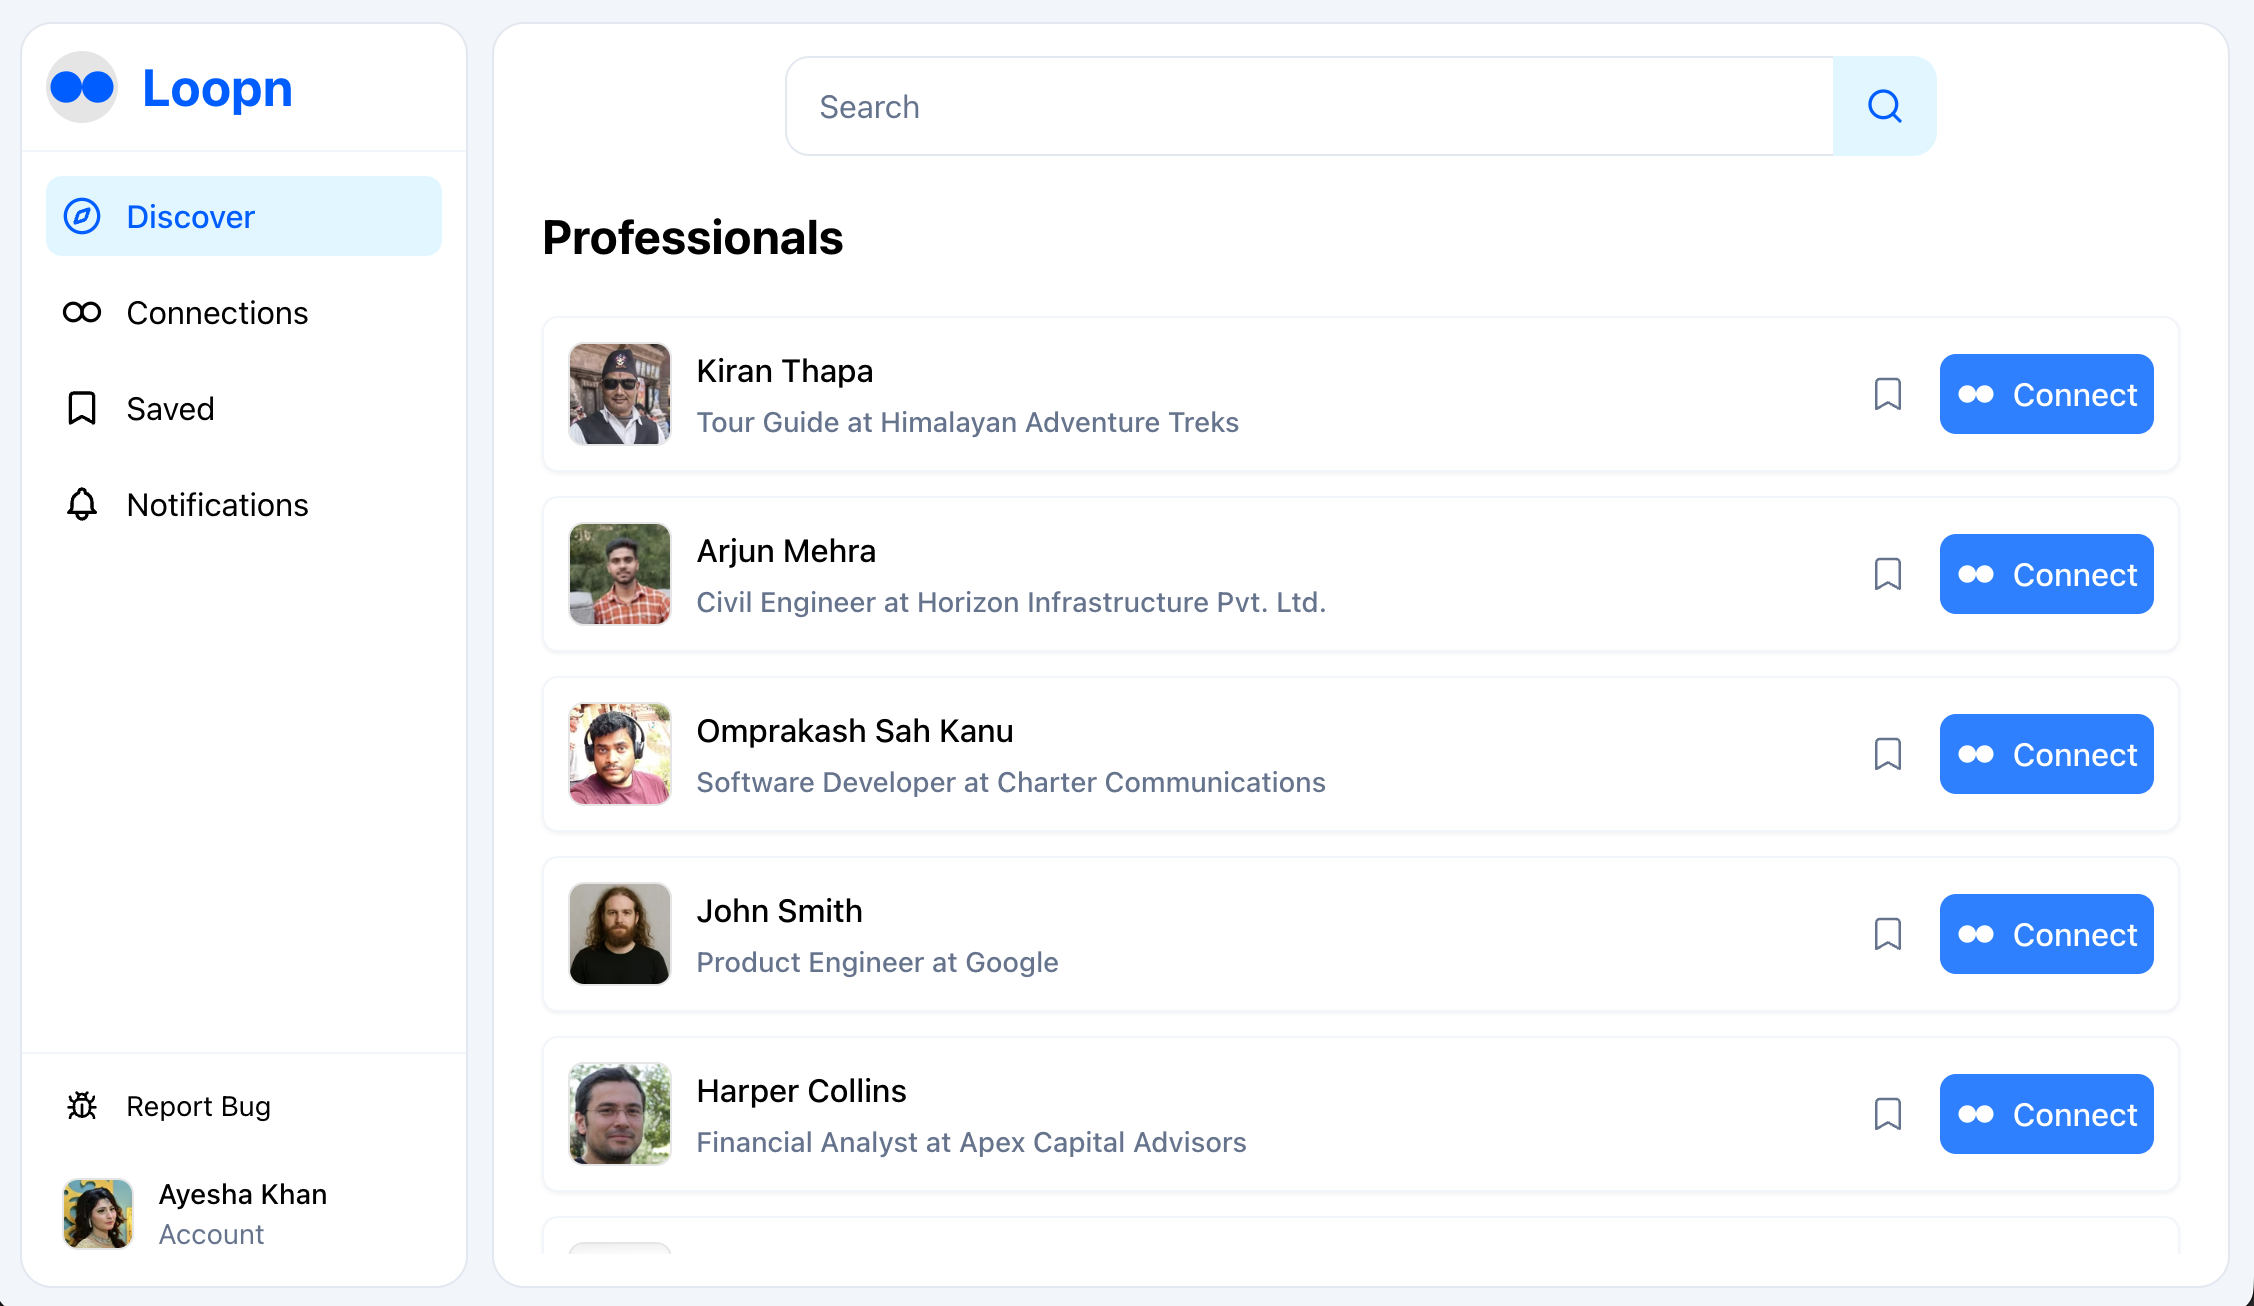 Loopn
Discover
Connections
Saved
Notifications
Report Bug
Ayesha Khan
Account
Search
Professionals
Kiran Thapa
Tour Guide at Himalayan Adventure Treks
Connect
Arjun Mehra
Civil Engineer at Horizon Infrastructure Pvt. Ltd.
Connect
Omprakash Sah Kanu
Software Developer at Charter Communications
Connect
John Smith
Product Engineer at Google
Connect
Harper Collins
Financial Analyst at Apex Capital Advisors
Connect